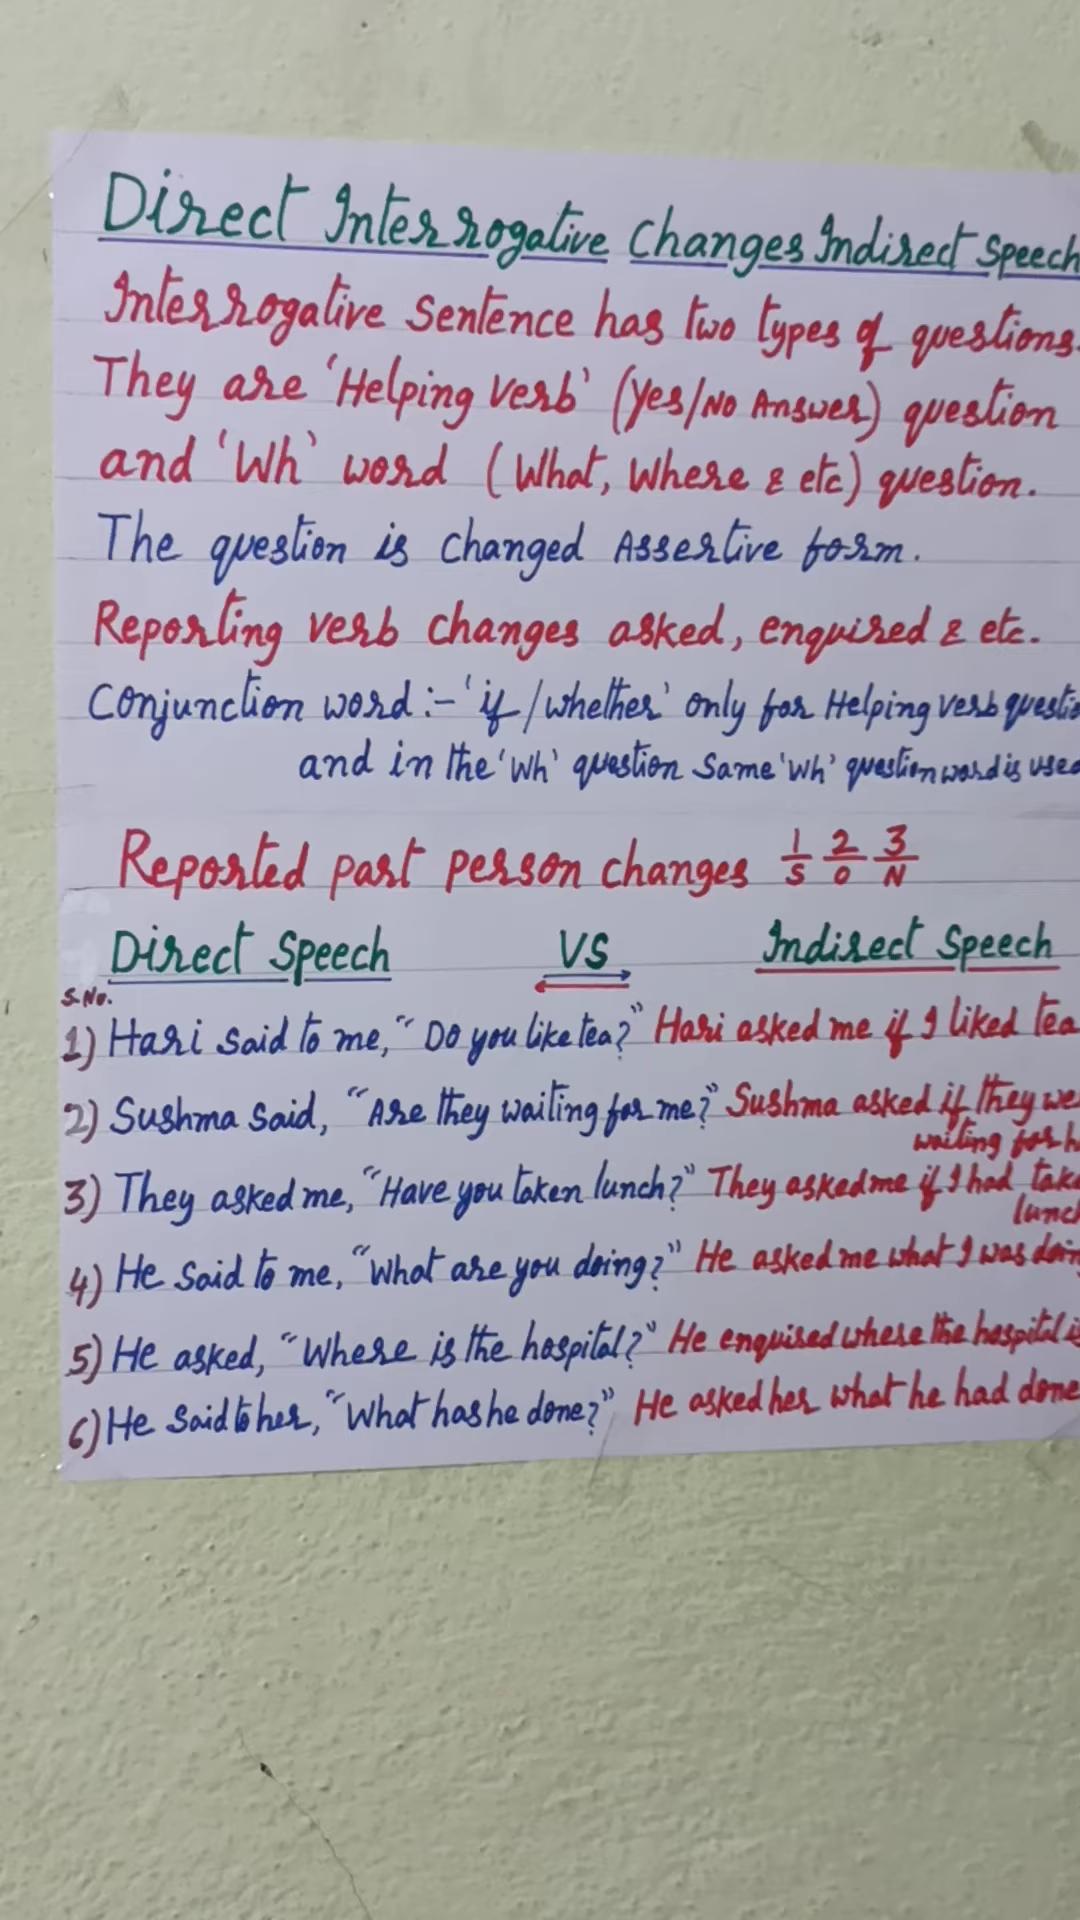 Direct Interrogative Changes Indirect Speech
Interrogative Sentence has two types of questions.
They are 'Helping verb' (Yes/No Answer) question
and 'Wh' word (What, Where & etc) question.
The question is changed Assertive form.
Reporting verb changes asked, enquired & etc.
Conjunction word :- 'if/whether' only for Helping verb questio
and in the 'Wh' question Same 'Wh' question word is used
Reported part person changes 1/S 2/O 3/N
Direct Speech VS Indirect Speech
S.No.
1) Hari said to me, "Do you like tea?" Hari asked me if I liked tea
2) Sushma said, "Are they waiting for me?" Sushma asked if they we
waiting for h
3) They asked me, "Have you taken lunch?" They asked me if I had take
lunch
4) He said to me, "What are you doing?" He asked me what I was doin
5) He asked, "Where is the hospital?" He enquired where the hospital is
6) He said to her, "What has he done?" He asked her what he had done